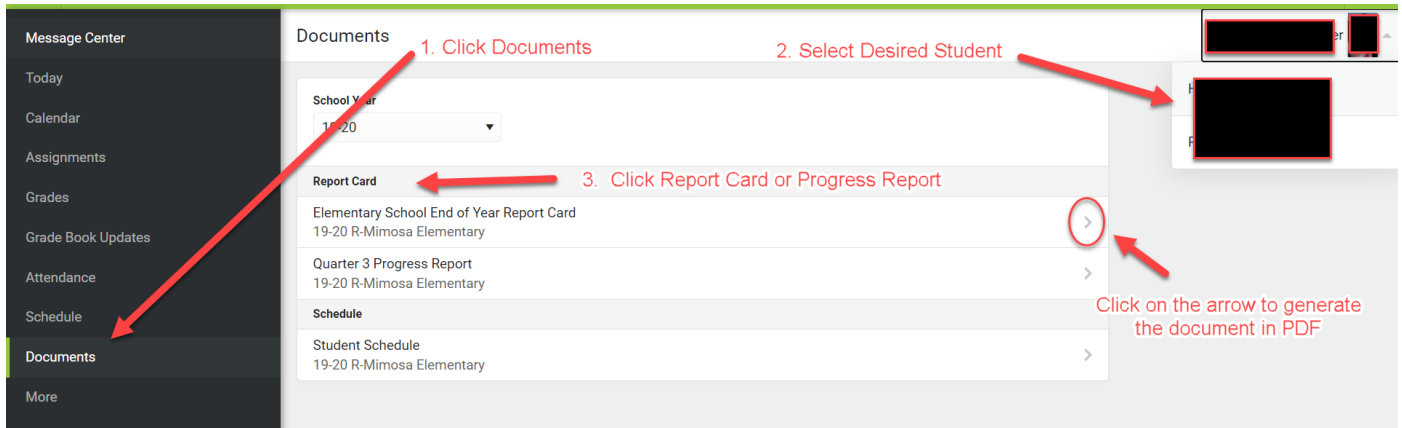 Message Center
Today
Calendar
Assignments
Grades
Grade Book Updates
Attendance
Schedule
Documents
More
Documents
1. Click Documents
2. Select Desired Student
er
School Year
19-20
Report Card
3. Click Report Card or Progress Report
Elementary School End of Year Report Card
19-20 R-Mimosa Elementary
Quarter 3 Progress Report
19-20 R-Mimosa Elementary
Click on the arrow to generate
the document in PDF
Schedule
Student Schedule
19-20 R-Mimosa Elementary